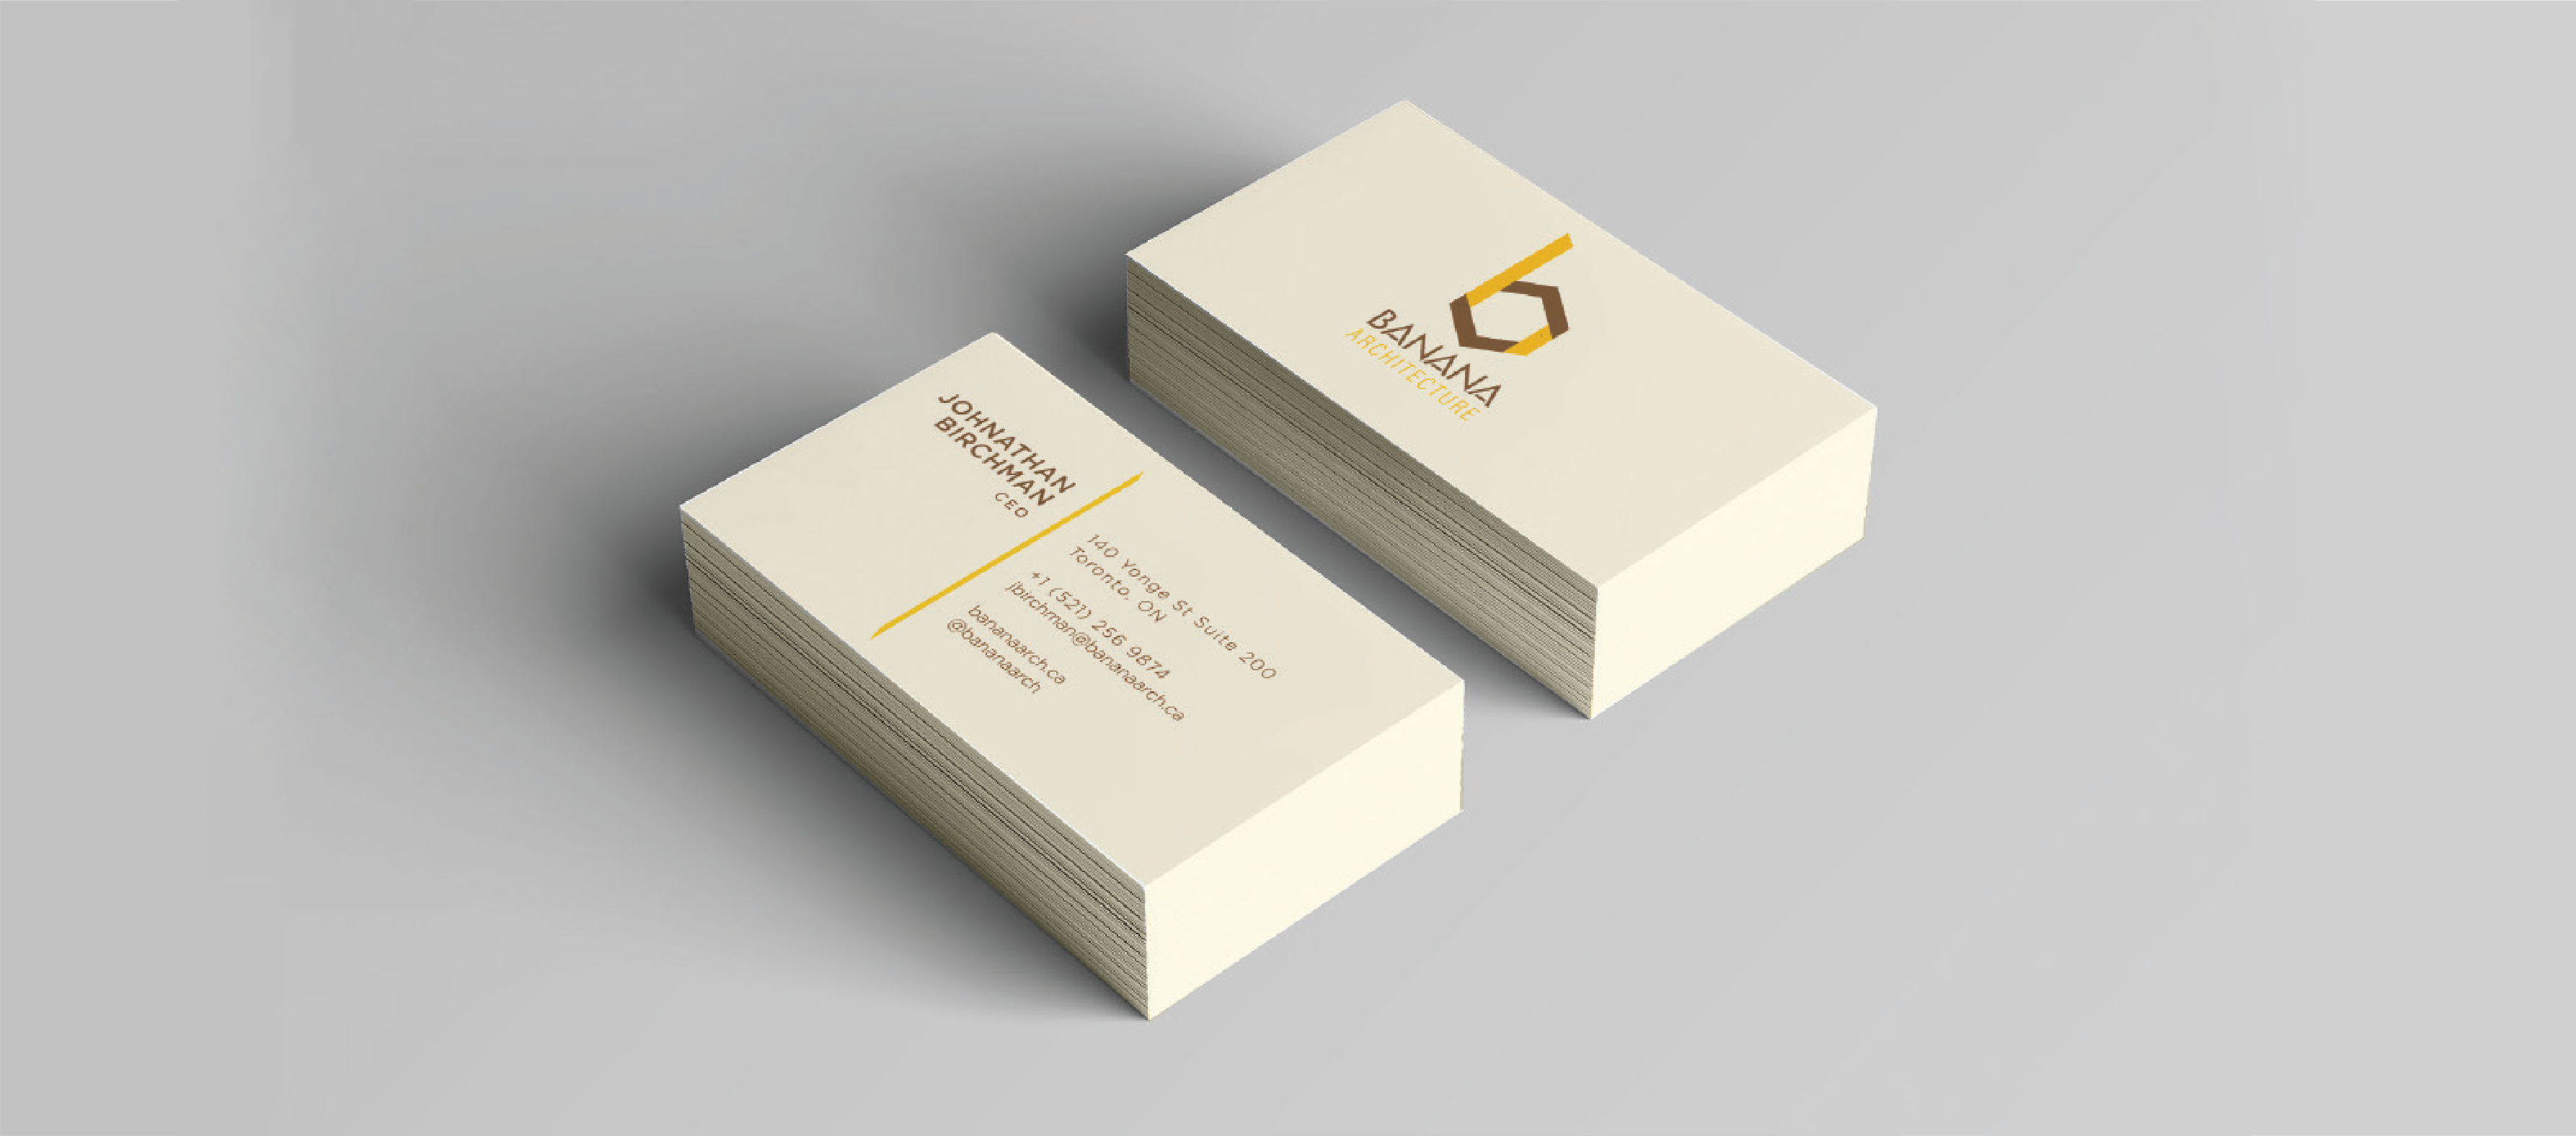 JOHNATHAN
BIRCHMAN
CEO
140 Yonge St Suite 200
Toronto, ON
+1 (521) 256 9874
jbirchman@bananaarch.ca
bananaarch.ca
@bananaarch
BANANA
ARCHITECTURE